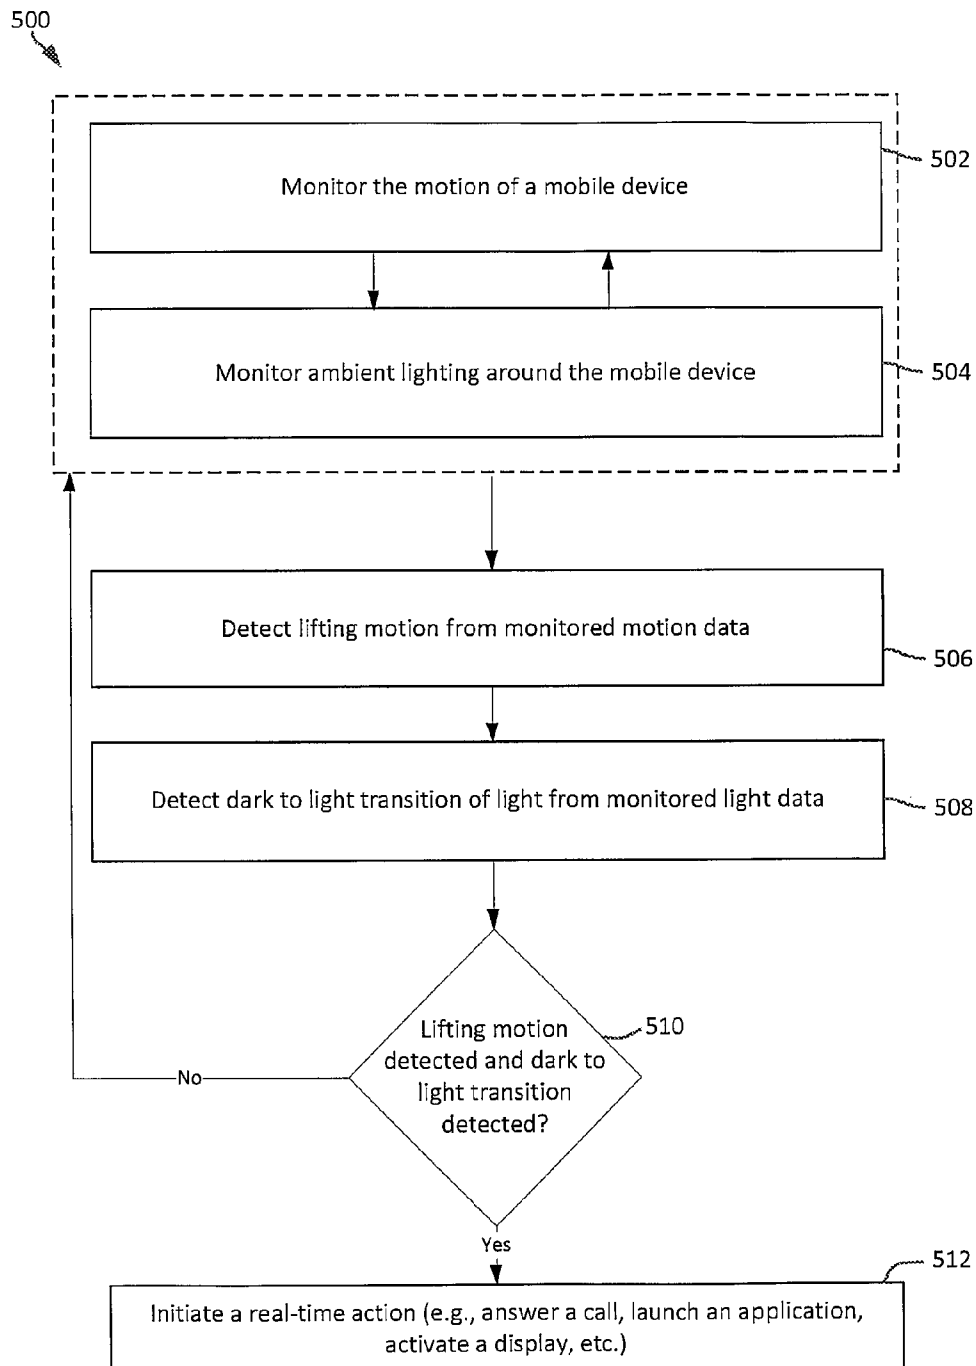 500
Monitor the motion of a mobile device
502
Monitor ambient lighting around the mobile device
504
Detect lifting motion from monitored motion data
506
Detect dark to light transition of light from monitored light data
508
Lifting motion
detected and dark to
light transition
detected?
510
No
Yes
512
Initiate a real-time action (e.g., answer a call, launch an application,
activate a display, etc.)